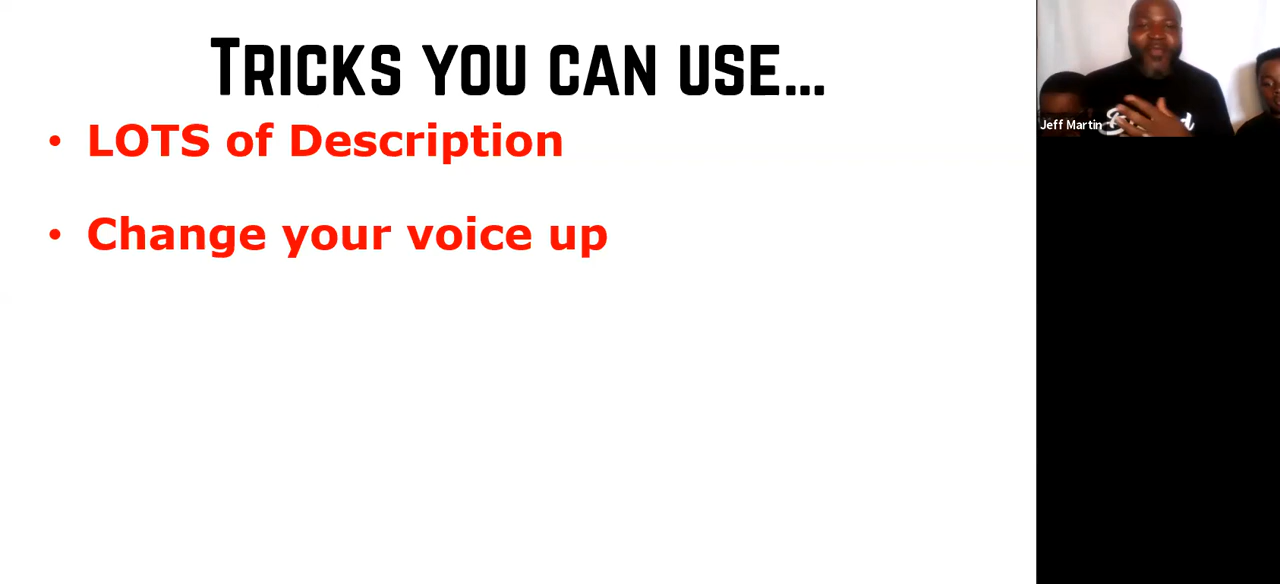 Tricks you can use...
• LOTS of Description
• Change your voice up
Jeff Martin